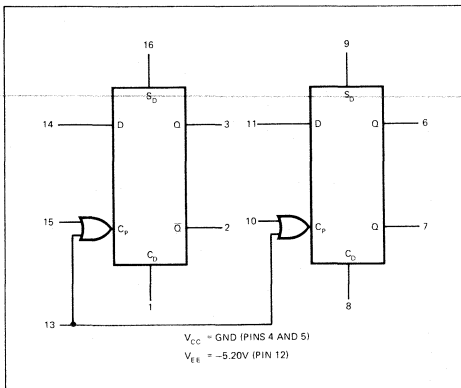 16
9
S_D
S_D
14
D
Q
3
11
D
Q
6
15
C_P
Q̅
2
10
C_P
Q
7
C_D
C_D
1
8
13
V_CC = GND (PINS 4 AND 5)
V_EE = −5.20V (PIN 12)